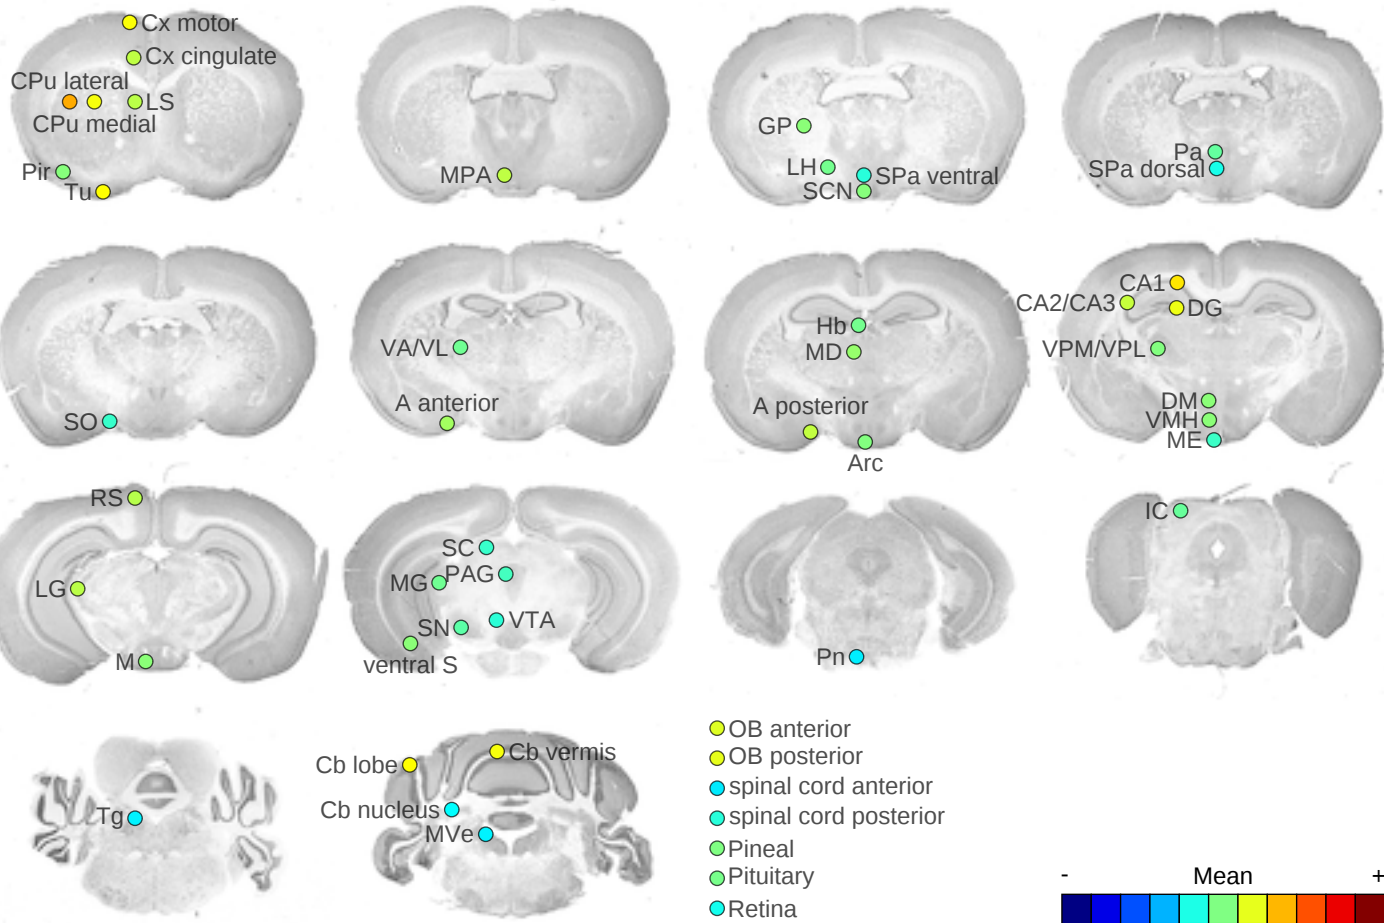 Cx motor
Cx cingulate
CPu lateral
LS
CPu medial
Pir
Tu
MPA
GP
LH
SPa ventral
SCN
Pa
SPa dorsal
SO
VA/VL
A anterior
Hb
MD
A posterior
Arc
CA1
CA2/CA3
DG
VPM/VPL
DM
VMH
ME
RS
LG
M
SC
MG
PAG
SN
VTA
ventral S
Pn
IC
Tg
Cb lobe
Cb vermis
Cb nucleus
MVe
OB anterior
OB posterior
spinal cord anterior
spinal cord posterior
Pineal
Pituitary
Retina
- Mean +